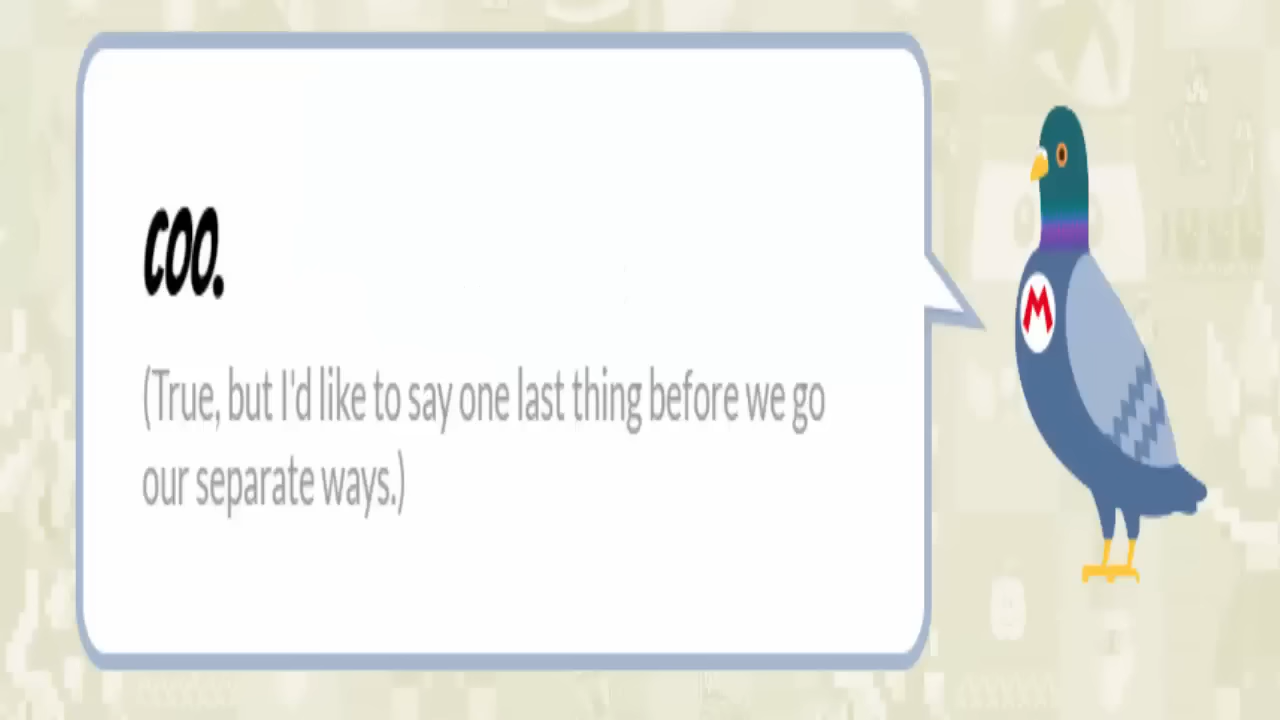 COO.
(True, but I'd like to say one last thing before we go
our separate ways.)
M